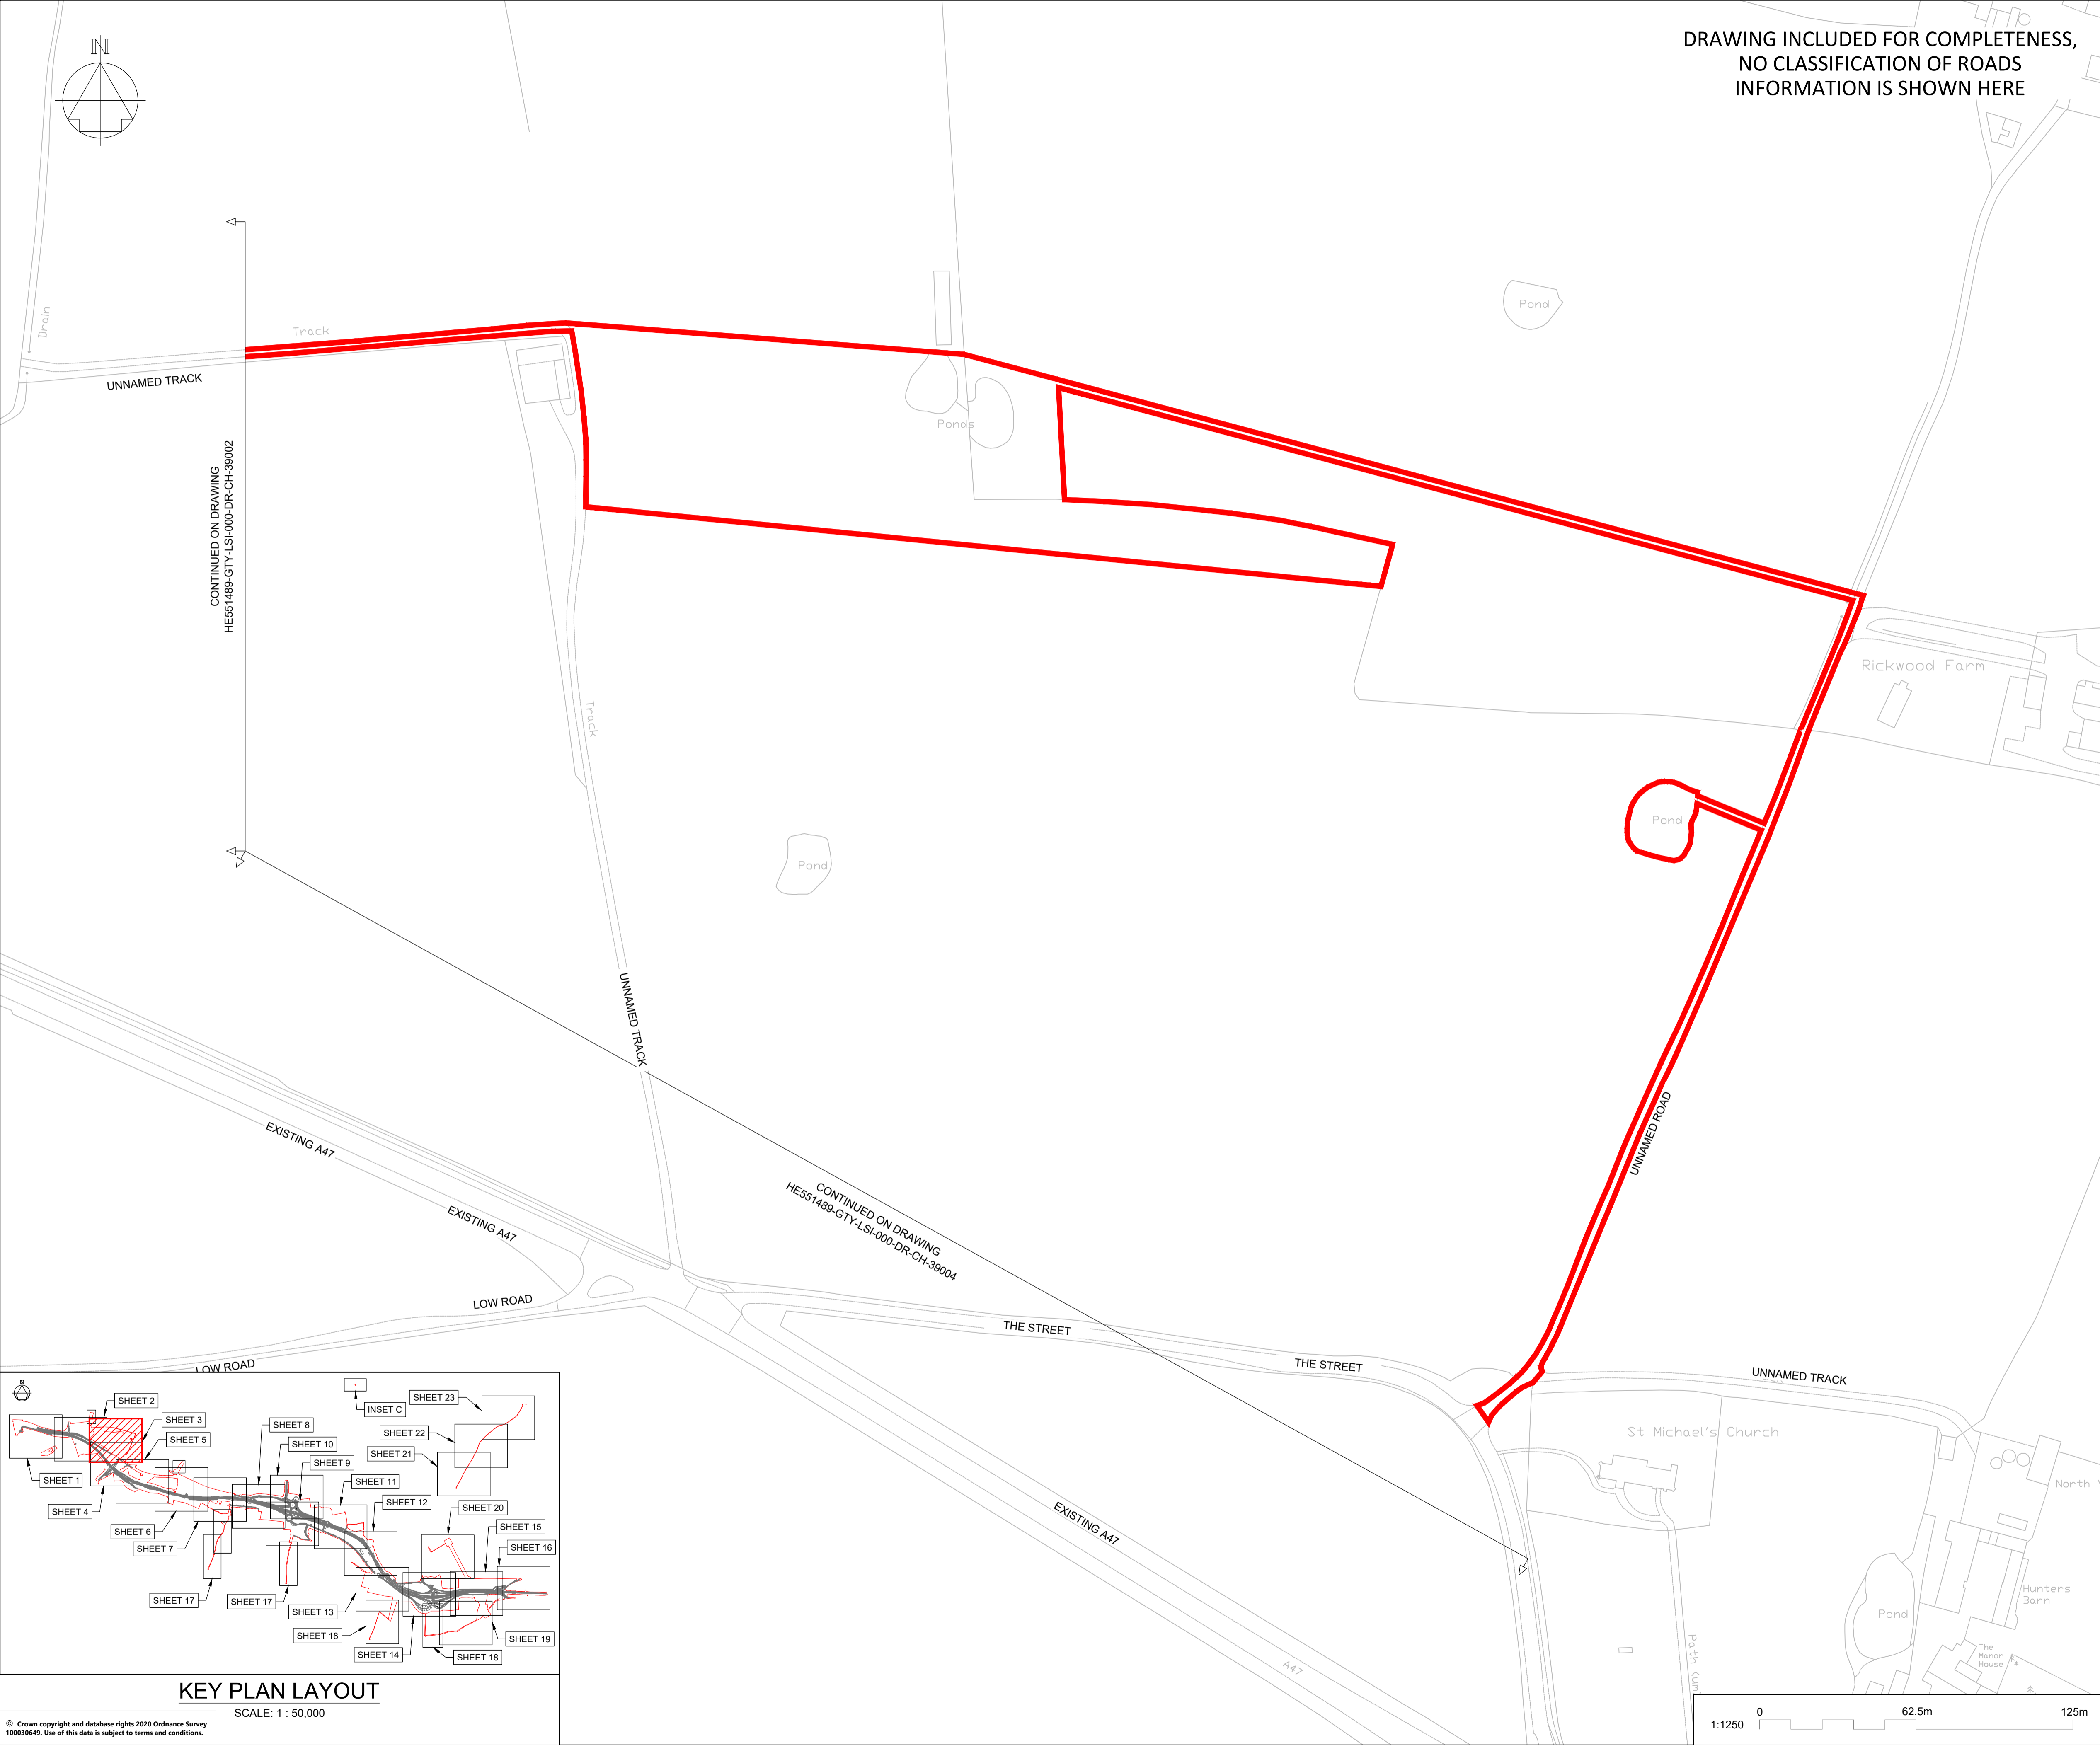 N
DRAWING INCLUDED FOR COMPLETENESS,
NO CLASSIFICATION OF ROADS
INFORMATION IS SHOWN HERE
Drain
Track
UNNAMED TRACK
CONTINUED ON DRAWING
HE551489-GTY-LSI-000-DR-CH-39002
Pond
Ponds
Rickwood Farm
Track
Pond
Pond
UNNAMED TRACK
UNNAMED ROAD
EXISTING A47
EXISTING A47
CONTINUED ON DRAWING
HE551489-GTY-LSI-000-DR-CH-39004
LOW ROAD
LOW ROAD
THE STREET
THE STREET
UNNAMED TRACK
St Michael's Church
North
EXISTING A47
Hunters
Barn
Pond
The
Manor
House
A47
Path (um)
N
SHEET 2
SHEET 3
SHEET 5
SHEET 1
SHEET 4
SHEET 6
SHEET 7
SHEET 17
SHEET 8
SHEET 10
SHEET 9
SHEET 11
SHEET 12
SHEET 17
SHEET 13
SHEET 18
SHEET 14
INSET C
SHEET 23
SHEET 22
SHEET 21
SHEET 20
SHEET 15
SHEET 16
SHEET 19
SHEET 18
KEY PLAN LAYOUT
SCALE: 1 : 50,000
© Crown copyright and database rights 2020 Ordnance Survey
100030649. Use of this data is subject to terms and conditions.
1:1250
0
62.5m
125m